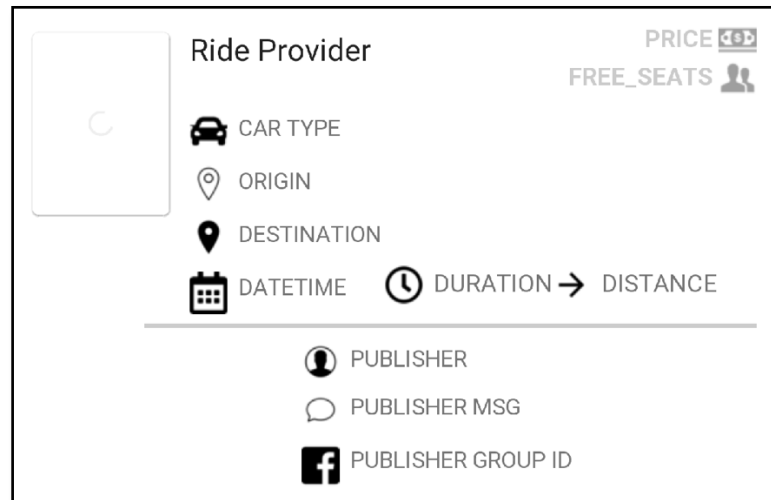 Ride Provider
PRICE
FREE_SEATS
CAR TYPE
ORIGIN
DESTINATION
DATETIME DURATION DISTANCE
PUBLISHER
PUBLISHER MSG
PUBLISHER GROUP ID